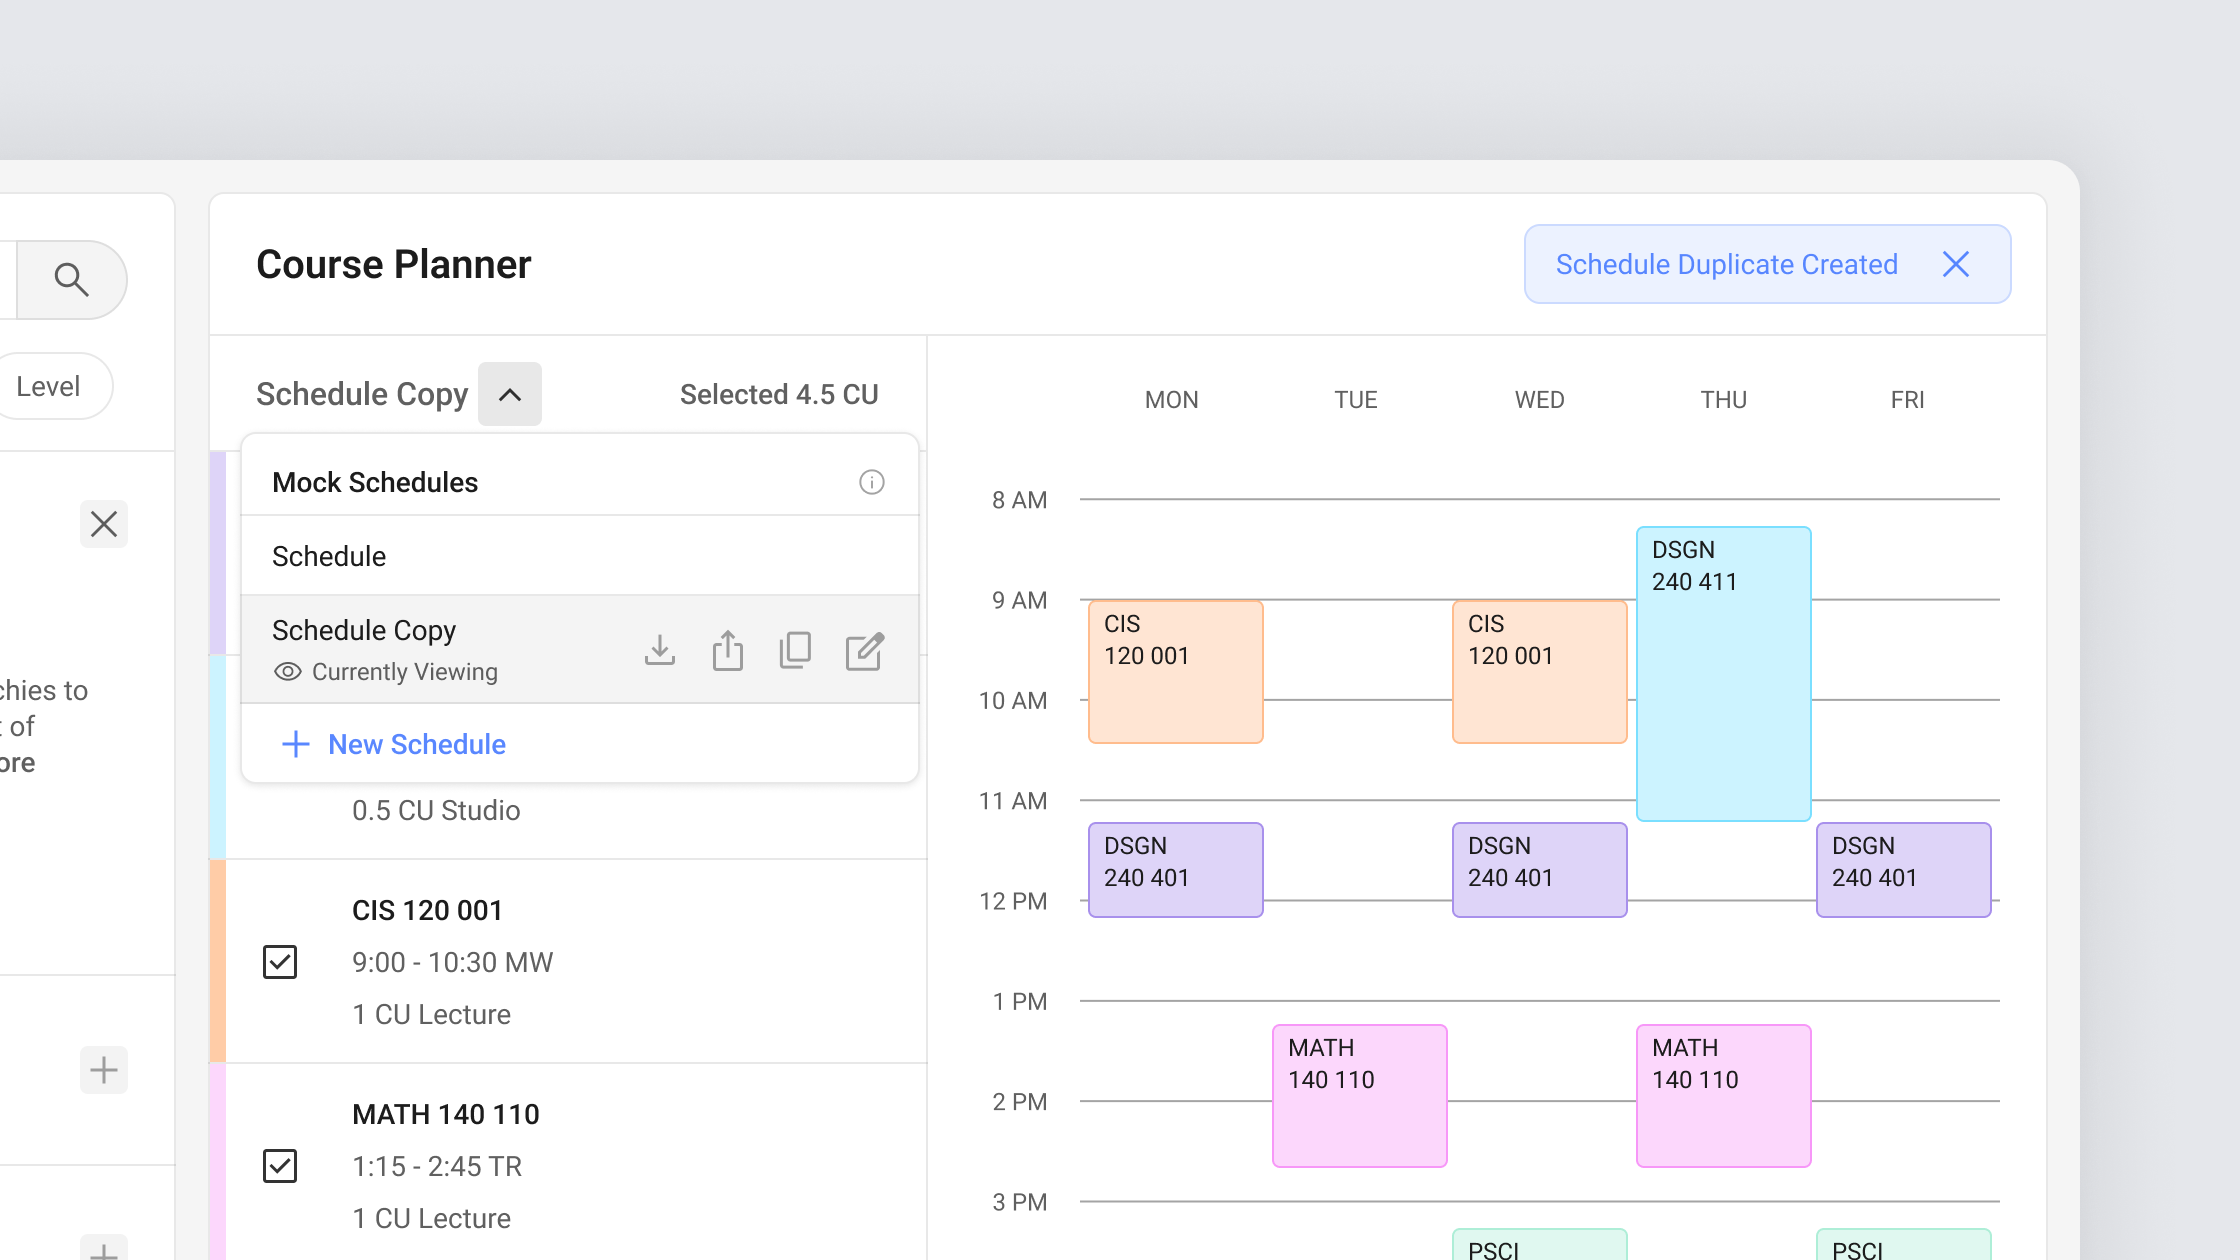 Level
chies to
of
ore
Course Planner
Schedule Duplicate Created
Schedule Copy
Selected 4.5 CU
Mock Schedules
Schedule
Schedule Copy
Currently Viewing
New Schedule
0.5 CU Studio
CIS 120 001
9:00 - 10:30 MW
1 CU Lecture
MATH 140 110
1:15 - 2:45 TR
1 CU Lecture
MON TUE WED THU FRI
8 AM
9 AM
10 AM
11 AM
12 PM
1 PM
2 PM
3 PM
CIS
120 001
DSGN
240 401
MATH
140 110
CIS
120 001
DSGN
240 401
PSCI
DSGN
240 411
MATH
140 110
DSGN
240 401
PSCI